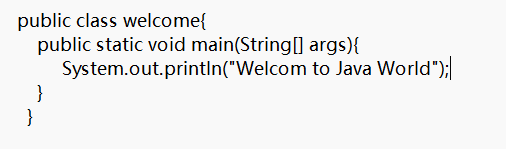 public class welcome{
public static void main(String[] args){
System.out.println("Welcom to Java World");
}
}